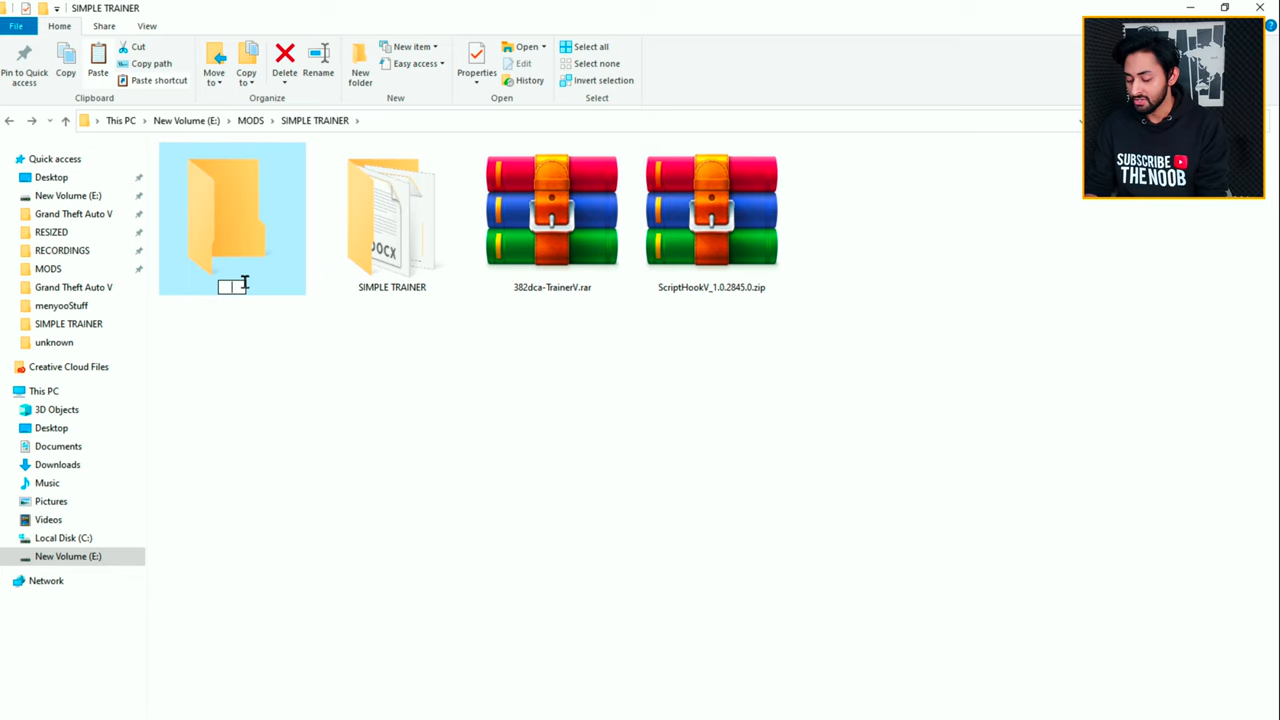 SIMPLE TRAINER
File
Home
Share
View
Pin to Quick access
Copy
Paste
Cut
Copy path
Paste shortcut
Clipboard
Move to
Copy to
Delete
Rename
Organize
New folder
New item
Easy access
New
Properties
Open
Edit
History
Open
Select all
Select none
Invert selection
Select
This PC > New Volume (E:) > MODS > SIMPLE TRAINER >
Quick access
Desktop
New Volume (E:)
Grand Theft Auto V
RESIZED
RECORDINGS
MODS
Grand Theft Auto V
menyooStuff
SIMPLE TRAINER
unknown
Creative Cloud Files
This PC
3D Objects
Desktop
Documents
Downloads
Music
Pictures
Videos
Local Disk (C:)
New Volume (E:)
Network
DOCX
SIMPLE TRAINER
382dca-TrainerV.rar
ScriptHookV_1.0.2845.0.zip
SUBSCRIBE
THE NOOB